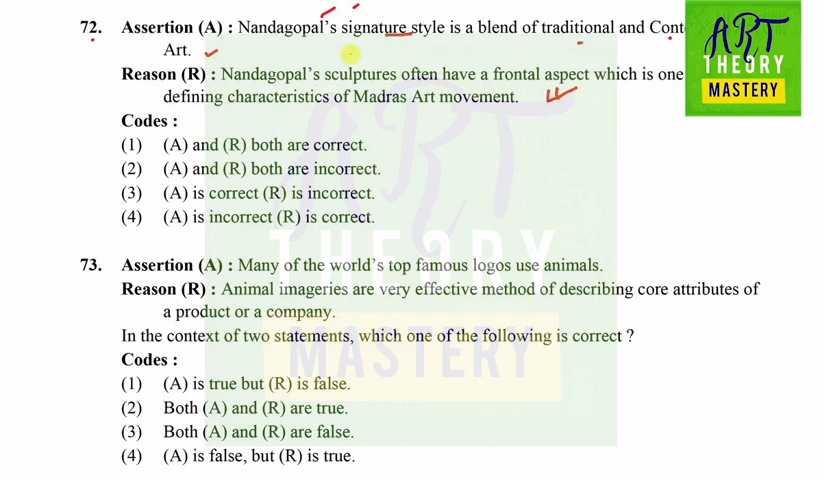 72. Assertion (A) : Nandagopal's signature style is a blend of traditional and
Art.
Reason (R) : Nandagopal's sculptures often have a frontal aspect which is one
defining characteristics of Madras Art movement.
Codes :
(1) (A) and (R) both are correct.
(2) (A) and (R) both are incorrect.
(3) (A) is correct (R) is incorrect.
(4) (A) is incorrect (R) is correct.
73. Assertion (A) : Many of the world's top famous logos use animals.
Reason (R) : Animal imageries are very effective method of describing core attributes of
a product or a company.
In the context of two statements, which one of the following is correct ?
Codes :
(1) (A) is true but (R) is false.
(2) Both (A) and (R) are true.
(3) Both (A) and (R) are false.
(4) (A) is false, but (R) is true.
ART
THEORY
MASTERY
ART
THEORY
MASTERY